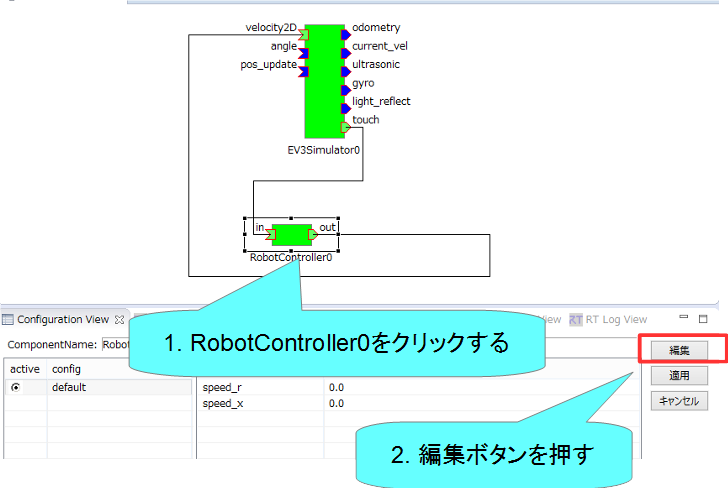 velocity2D
odometry
angle
current_vel
pos_update
ultrasonic
gyro
light_reflect
touch
EV3Simulator0
in
out
RobotController0
Configuration View
View
RT RT Log View
1. RobotController0をクリックする
ComponentName: Robot
編集
active config
適用
default
speed_r 0.0
キャンセル
speed_x 0.0
2. 編集ボタンを押す